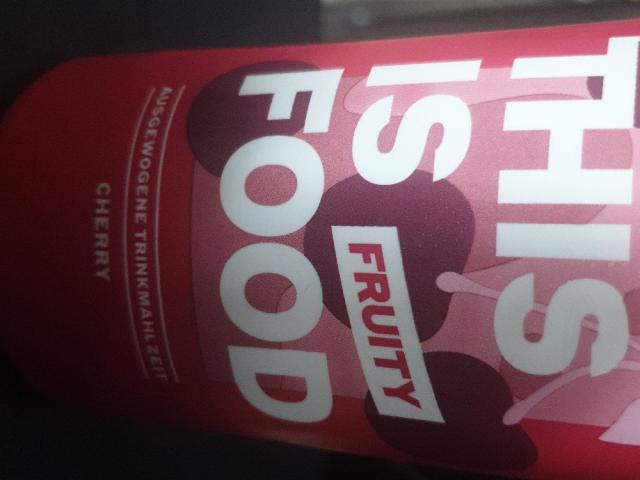 THIS
IS FRUITY
FOOD
AUSGEWOGENE TRINKMAHLZEIT
CHERRY